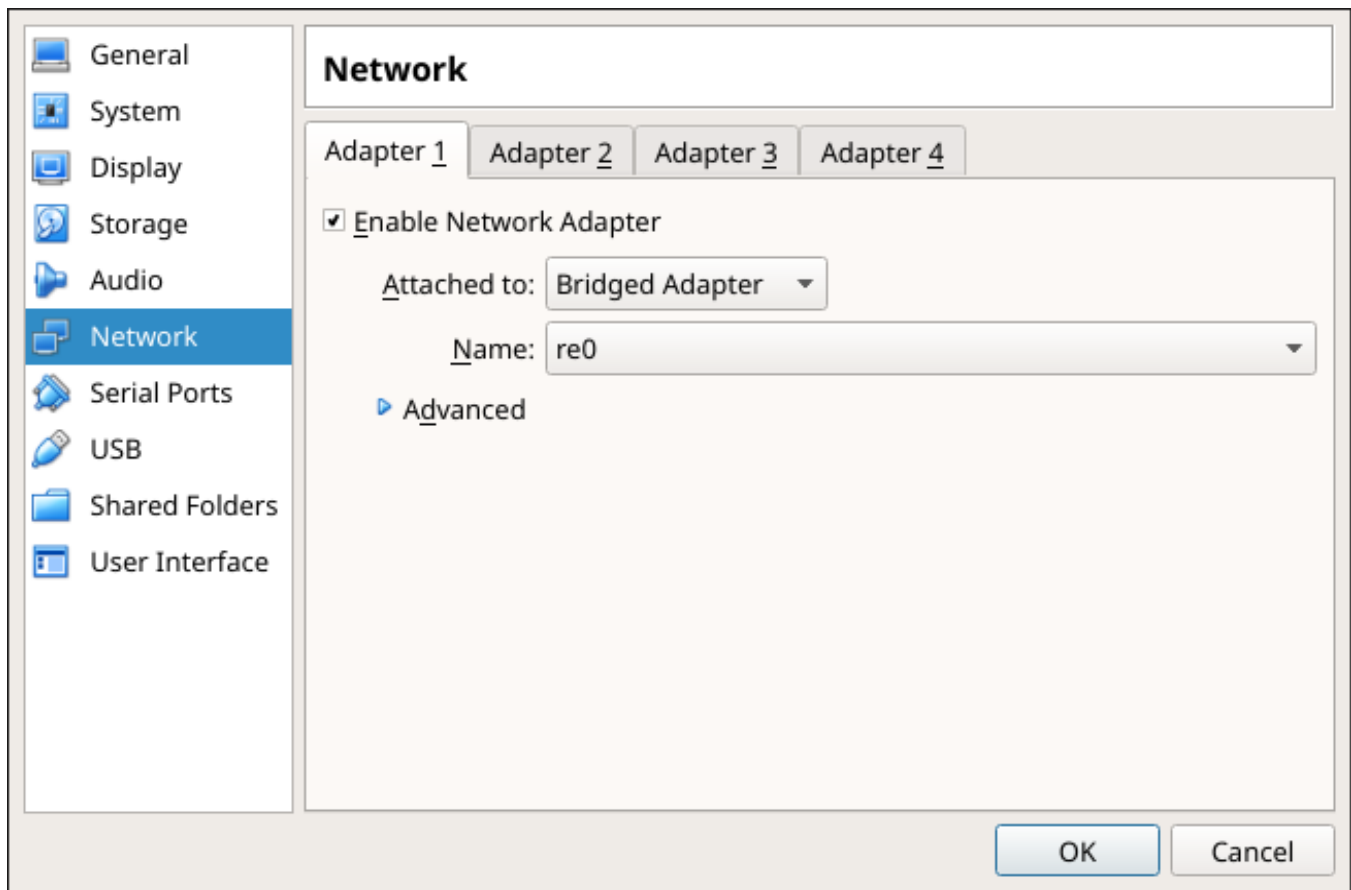 General
System
Display
Storage
Audio
Network
Serial Ports
USB
Shared Folders
User Interface
Network
Adapter 1 Adapter 2 Adapter 3 Adapter 4
Enable Network Adapter
Attached to: Bridged Adapter
Name: re0
Advanced
OK Cancel